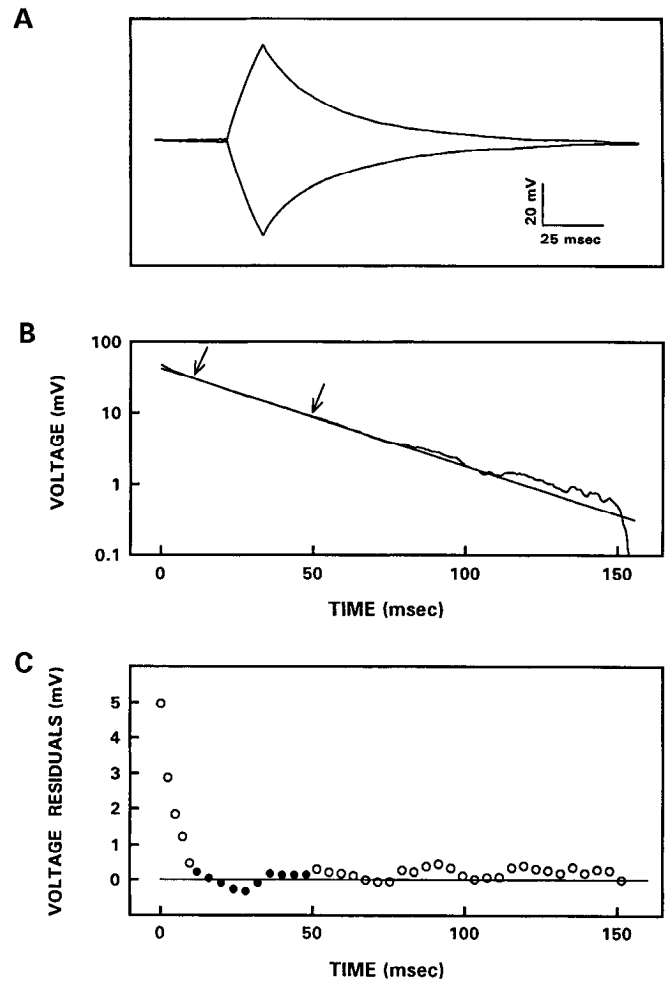 A
20 mV
25 msec
B
VOLTAGE (mV)
100
10
1
0.1
0
50
100
150
TIME (msec)
C
VOLTAGE RESIDUALS (mV)
5
4
3
2
1
0
0
50
100
150
TIME (msec)